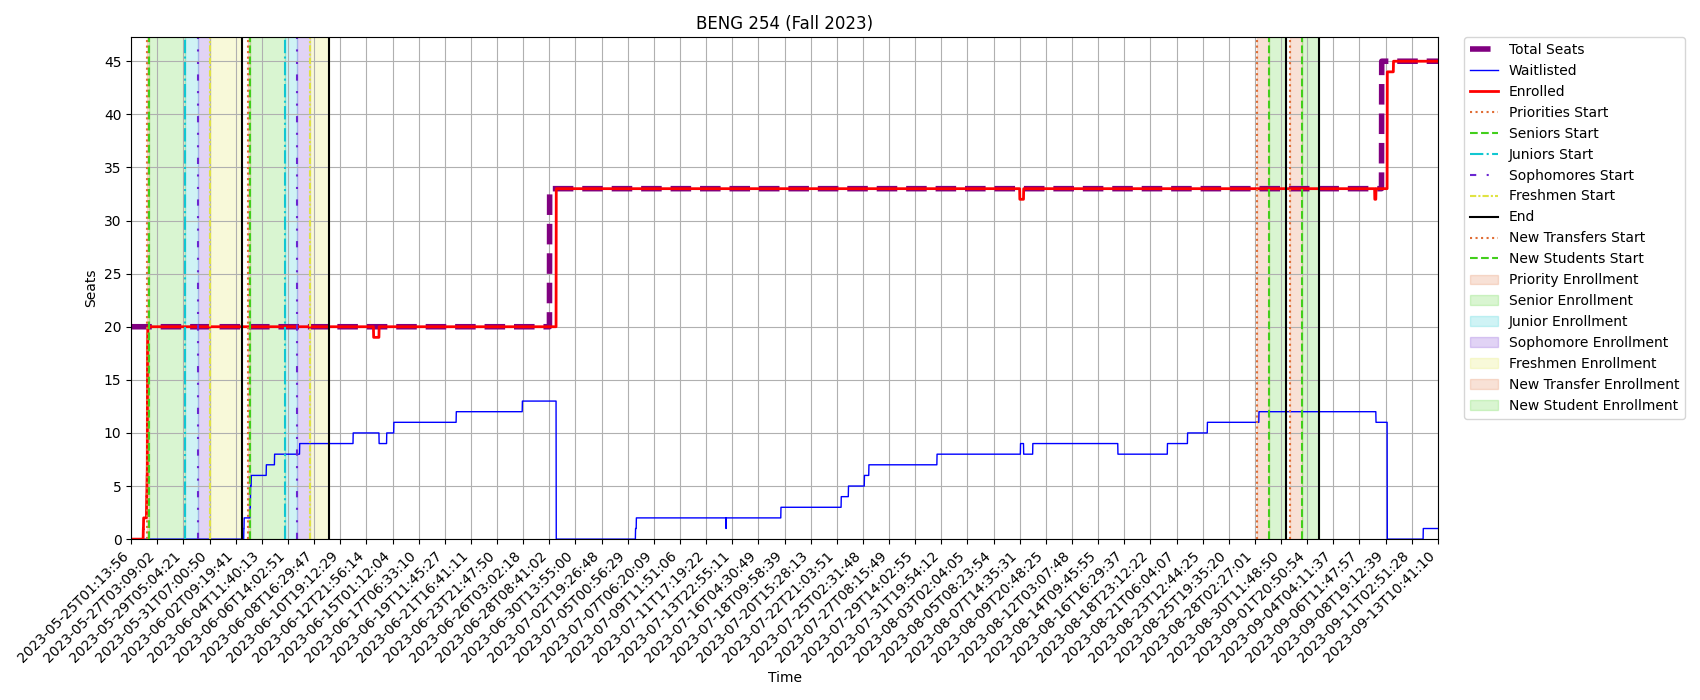 BENG 254 (Fall 2023)
Seats
45
40
35
30
25
20
15
10
5
0
2023-05-25T01:13:56
2023-05-27T03:09:02
2023-05-29T05:04:21
2023-05-31T07:00:50
2023-06-02T09:19:41
2023-06-04T11:40:13
2023-06-06T14:02:51
2023-06-08T16:29:47
2023-06-10T19:12:29
2023-06-12T21:56:14
2023-06-15T01:12:04
2023-06-17T06:33:10
2023-06-19T11:45:27
2023-06-21T16:41:11
2023-06-23T21:47:50
2023-06-26T03:02:18
2023-06-28T08:41:02
2023-06-30T13:55:00
2023-07-02T19:26:48
2023-07-05T00:56:29
2023-07-07T06:20:09
2023-07-09T11:51:06
2023-07-11T17:19:22
2023-07-13T22:55:11
2023-07-16T04:30:49
2023-07-18T09:58:39
2023-07-20T15:28:13
2023-07-22T21:03:51
2023-07-25T02:31:48
2023-07-27T08:15:49
2023-07-29T14:02:55
2023-07-31T19:54:12
2023-08-03T02:04:05
2023-08-05T08:23:54
2023-08-07T14:35:31
2023-08-09T20:48:25
2023-08-12T03:07:48
2023-08-14T09:45:55
2023-08-16T16:29:37
2023-08-18T23:12:22
2023-08-21T06:04:07
2023-08-23T12:44:25
2023-08-25T19:35:20
2023-08-28T02:27:01
2023-08-30T11:48:50
2023-09-01T20:50:54
2023-09-04T04:11:37
2023-09-06T11:47:57
2023-09-08T19:12:39
2023-09-11T02:51:28
2023-09-13T10:41:10
Time
Total Seats
Waitlisted
Enrolled
Priorities Start
Seniors Start
Juniors Start
Sophomores Start
Freshmen Start
End
New Transfers Start
New Students Start
Priority Enrollment
Senior Enrollment
Junior Enrollment
Sophomore Enrollment
Freshmen Enrollment
New Transfer Enrollment
New Student Enrollment